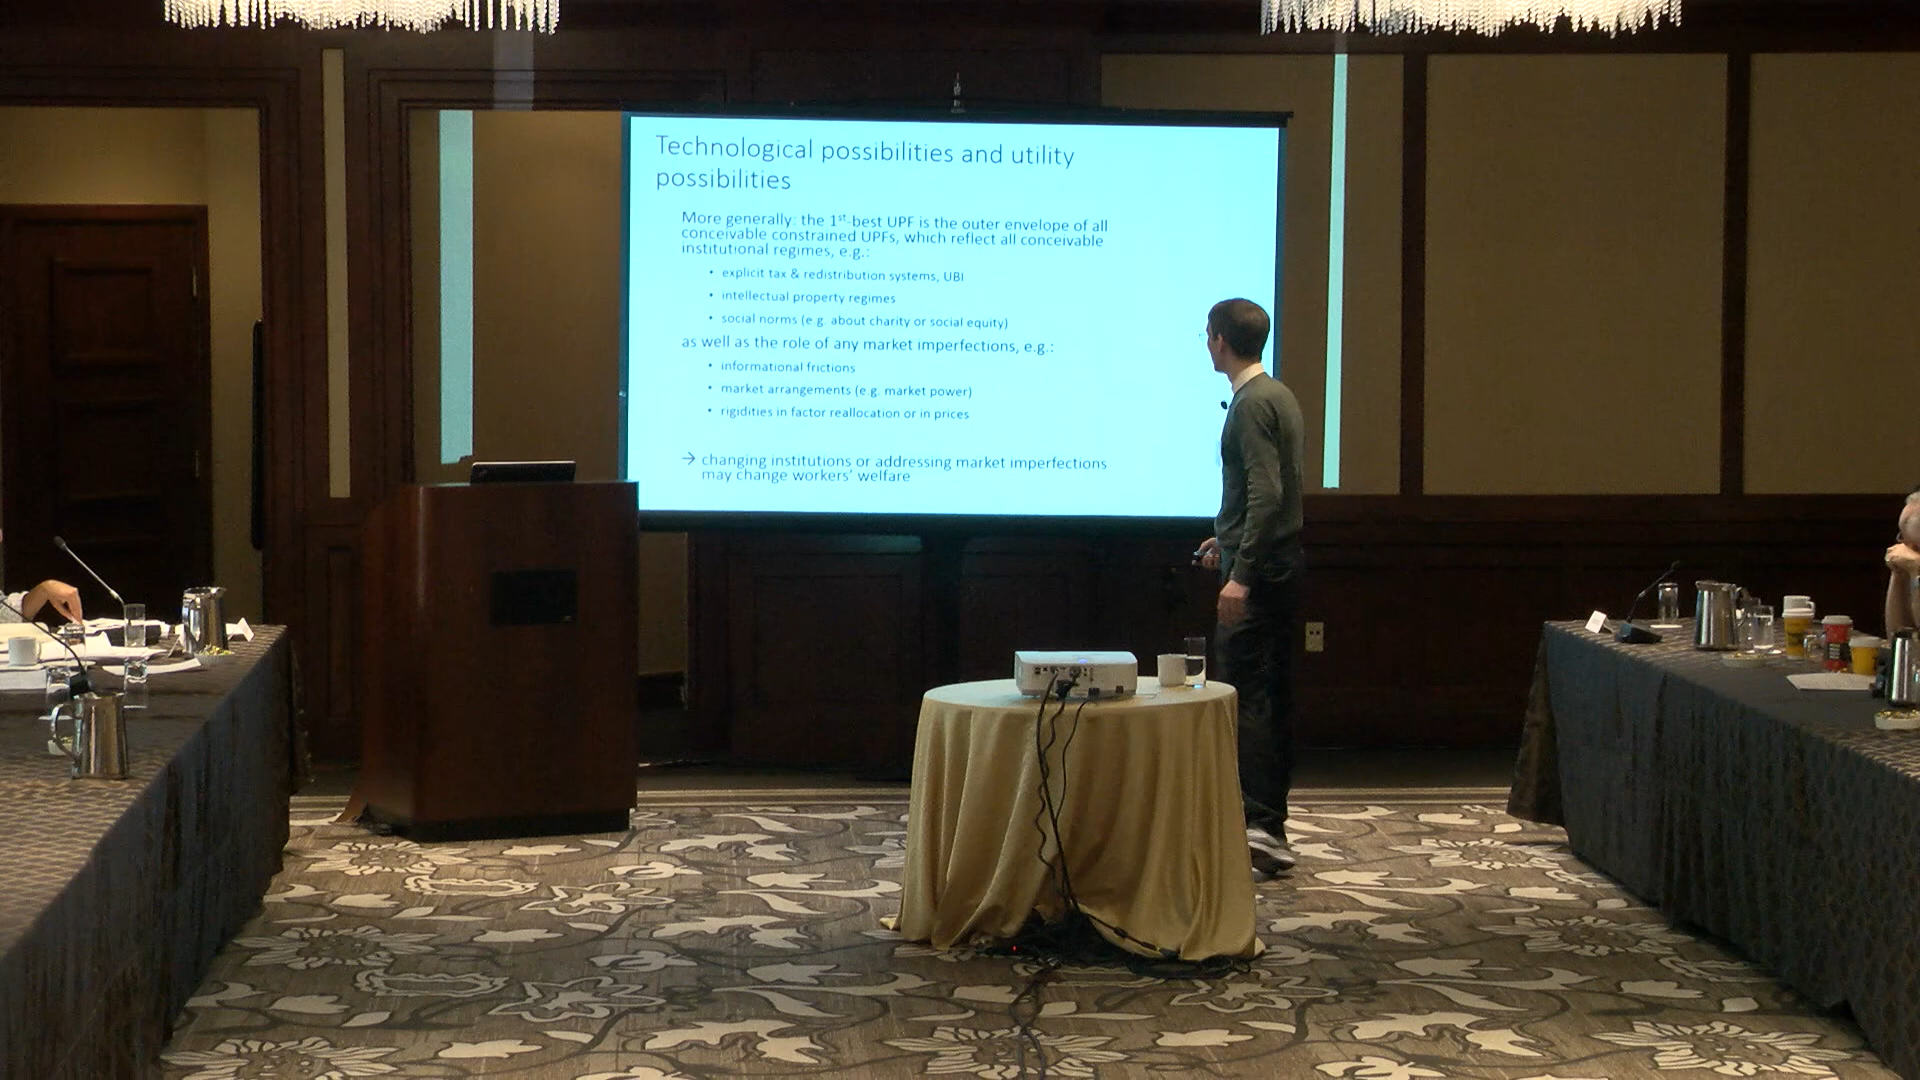 Technological possibilities and utility
possibilities
More generally: the 1st-best UPF is the outer envelope of all
conceivable constrained UPFs, which reflect all conceivable
institutional regimes, e.g.:
• explicit tax & redistribution systems, UBI
• intellectual property regimes
• social norms (e.g. about charity or social equity)
as well as the role of any market imperfections, e.g.:
• informational frictions
• market arrangements (e.g. market power)
• rigidities in factor reallocation or in prices
→ changing institutions or addressing market imperfections
may change workers' welfare